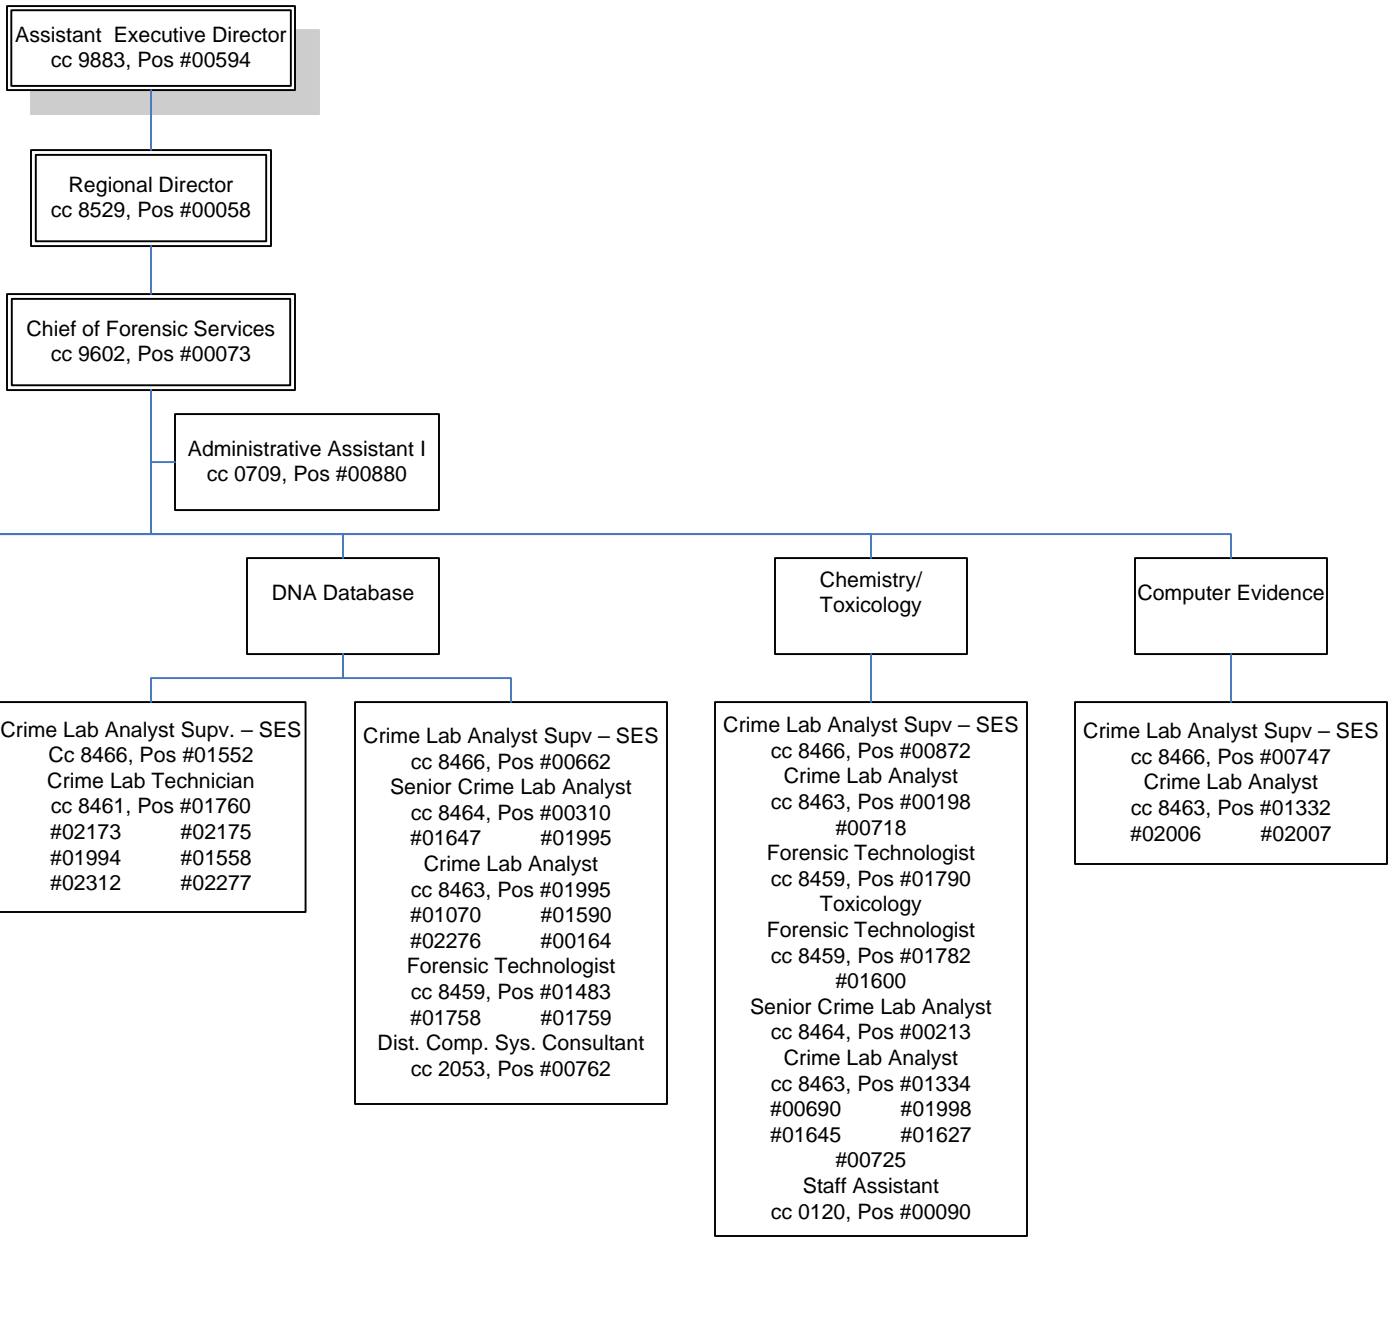 Assistant  Executive Director
cc 9883, Pos #00594
Regional Director
cc 8529, Pos #00058
Chief of Forensic Services
cc 9602, Pos #00073
Administrative Assistant I
cc 0709, Pos #00880
DNA Database
Chemistry/
Toxicology
Computer Evidence
Crime Lab Analyst Supv. – SES
Cc 8466, Pos #01552
Crime Lab Technician
cc 8461, Pos #01760
#02173 #02175
#01994 #01558
#02312 #02277
Crime Lab Analyst Supv – SES
cc 8466, Pos #00662
Senior Crime Lab Analyst
cc 8464, Pos #00310
#01647 #01995
Crime Lab Analyst
cc 8463, Pos #01995
#01070 #01590
#02276 #00164
Forensic Technologist
cc 8459, Pos #01483
#01758 #01759
Dist. Comp. Sys. Consultant
cc 2053, Pos #00762
Crime Lab Analyst Supv – SES
cc 8466, Pos #00872
Crime Lab Analyst
cc 8463, Pos #00198
#00718
Forensic Technologist
cc 8459, Pos #01790
Toxicology
Forensic Technologist
cc 8459, Pos #01782
#01600
Senior Crime Lab Analyst
cc 8464, Pos #00213
Crime Lab Analyst
cc 8463, Pos #01334
#00690 #01998
#01645 #01627
#00725
Staff Assistant
cc 0120, Pos #00090
Crime Lab Analyst Supv – SES
cc 8466, Pos #00747
Crime Lab Analyst
cc 8463, Pos #01332
#02006 #02007